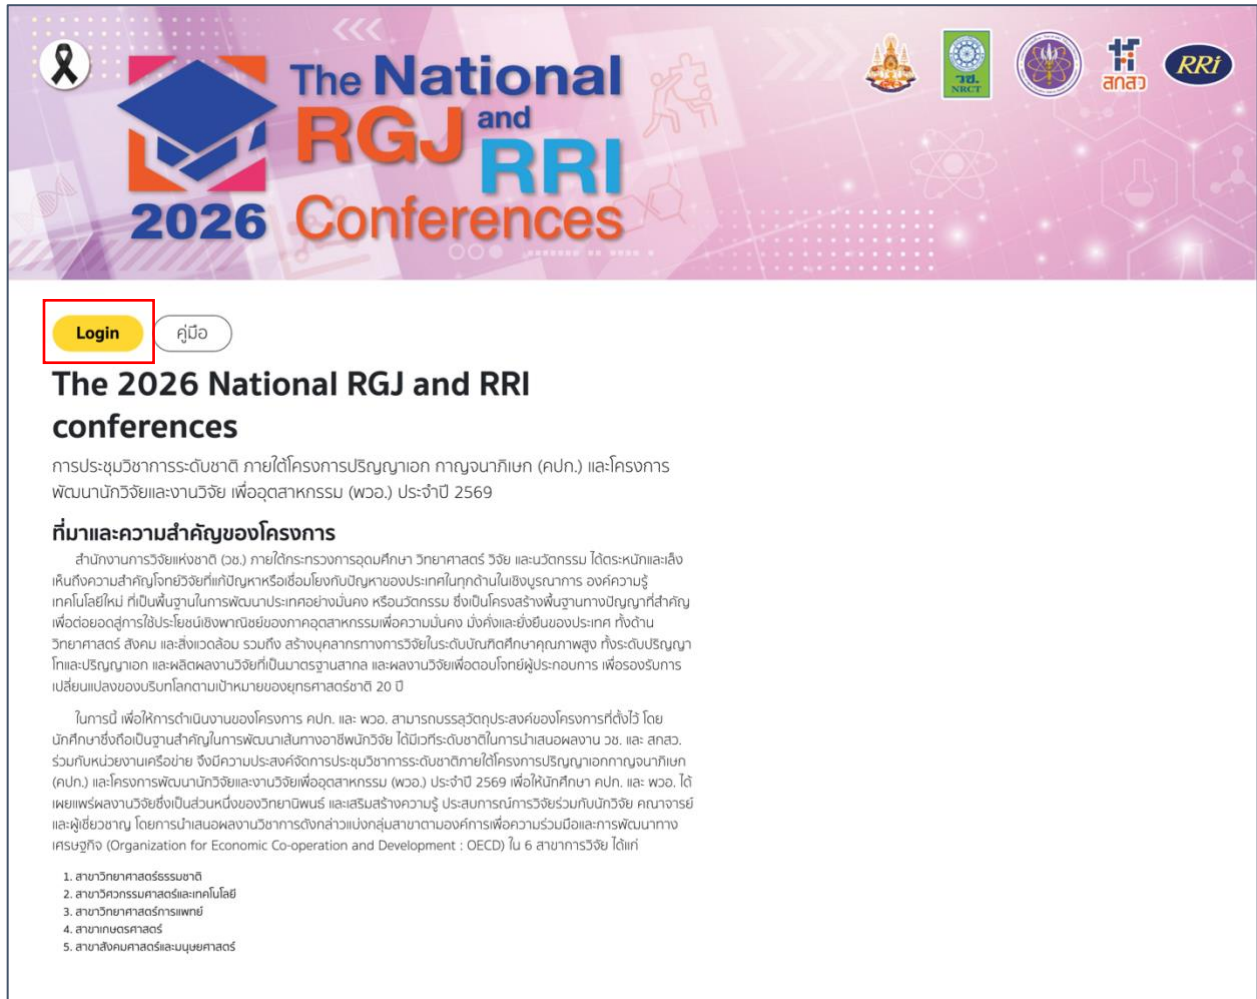 The National
RGJ and
RRI
2026 Conferences
วช.
NRCT
สกสว
RRi
Login
คู่มือ
The 2026 National RGJ and RRI
conferences
การประชุมวิชาการระดับชาติ ภายใต้โครงการปริญญาเอก กาญจนาภิเษก (คปก.) และโครงการ
พัฒนานักวิจัยและงานวิจัย เพื่ออุตสาหกรรม (พวอ.) ประจำปี 2569
ที่มาและความสำคัญของโครงการ
สำนักงานการวิจัยแห่งชาติ (วช.) ภายใต้กระทรวงการอุดมศึกษา วิทยาศาสตร์ วิจัย และนวัตกรรม ได้ตระหนักและเล็ง
เห็นถึงความสำคัญโจทย์วิจัยที่แก้ปัญหาหรือเชื่อมโยงกับปัญหาของประเทศในทุกด้านในเชิงบูรณาการ องค์ความรู้
เทคโนโลยีใหม่ ที่เป็นพื้นฐานในการพัฒนาประเทศอย่างมั่นคง หรือนวัตกรรม ซึ่งเป็นโครงสร้างพื้นฐานทางปัญญาที่สำคัญ
เพื่อต่อยอดสู่การใช้ประโยชน์เชิงพาณิชย์ของภาคอุตสาหกรรมเพื่อความมั่นคง มั่งคั่งและยั่งยืนของประเทศ ทั้งด้าน
วิทยาศาสตร์ สังคม และสิ่งแวดล้อม รวมถึง สร้างบุคลากรทางการวิจัยในระดับบัณฑิตศึกษาคุณภาพสูง ทั้งระดับปริญญา
โทและปริญญาเอก และผลิตผลงานวิจัยที่เป็นมาตรฐานสากล และผลงานวิจัยเพื่อตอบโจทย์ผู้ประกอบการ เพื่อรองรับการ
เปลี่ยนแปลงของบริบทโลกตามเป้าหมายของยุทธศาสตร์ชาติ 20 ปี
ในการนี้ เพื่อให้การดำเนินงานของโครงการ คปก. และ พวอ. สามารถบรรลุวัตถุประสงค์ของโครงการที่ตั้งไว้ โดย
นักศึกษาซึ่งถือเป็นฐานสำคัญในการพัฒนาเส้นทางอาชีพนักวิจัย ได้มีเวทีระดับชาติในการนำเสนอผลงาน วช. และ สกสว.
ร่วมกับหน่วยงานเครือข่าย จึงมีความประสงค์จัดการประชุมวิชาการระดับชาติภายใต้โครงการปริญญาเอกกาญจนาภิเษก
(คปก.) และโครงการพัฒนานักวิจัยและงานวิจัยเพื่ออุตสาหกรรม (พวอ.) ประจำปี 2569 เพื่อให้นักศึกษา คปก. และ พวอ. ได้
เผยแพร่ผลงานวิจัยซึ่งเป็นส่วนหนึ่งของวิทยานิพนธ์ และเสริมสร้างความรู้ ประสบการณ์การวิจัยร่วมกับนักวิจัย คณาจารย์
และผู้เชี่ยวชาญ โดยการนำเสนอผลงานวิชาการดังกล่าวแบ่งกลุ่มสาขาตามองค์การเพื่อความร่วมมือและการพัฒนาทาง
เศรษฐกิจ (Organization for Economic Co-operation and Development : OECD) ใน 6 สาขาการวิจัย ได้แก่
1. สาขาวิทยาศาสตร์ธรรมชาติ
2. สาขาวิศวกรรมศาสตร์และเทคโนโลยี
3. สาขาวิทยาศาสตร์การแพทย์
4. สาขาเกษตรศาสตร์
5. สาขาสังคมศาสตร์และมนุษยศาสตร์